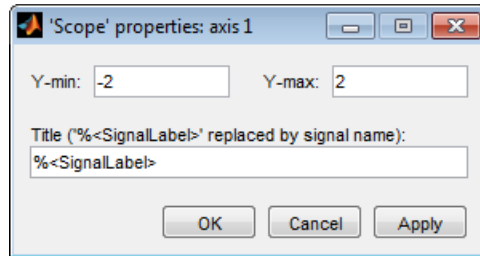 'Scope' properties: axis 1
Y-min: -2 Y-max: 2
Title ('%<SignalLabel>' replaced by signal name):
%<SignalLabel>
OK Cancel Apply